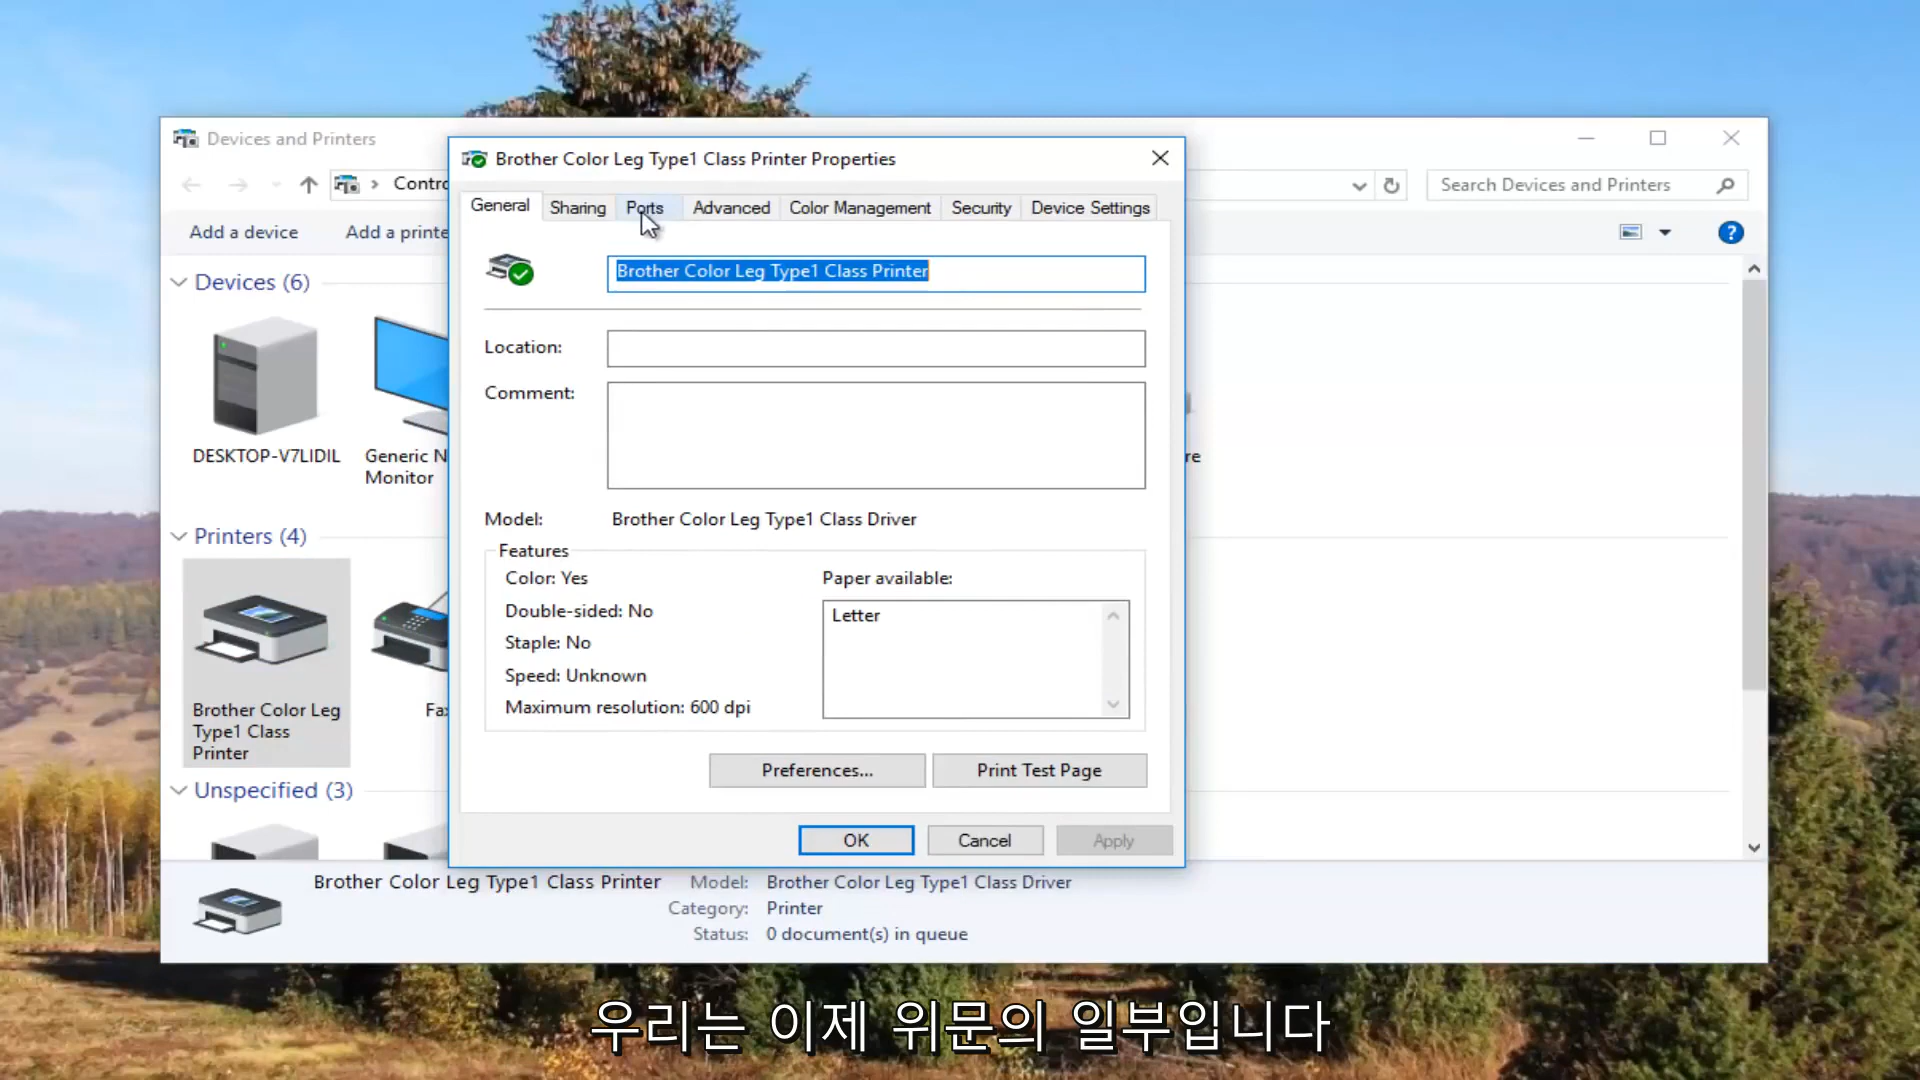 Devices and Printers
Brother Color Leg Type1 Class Printer Properties
Contro
Search Devices and Printers
General
Sharing
Ports
Advanced
Color Management
Security
Device Settings
Add a device
Add a printe
?
Devices (6)
Brother Color Leg Type1 Class Printer
Location:
Comment:
DESKTOP-V7LIDIL
Generic N
Monitor
re
Model:
Brother Color Leg Type1 Class Driver
Printers (4)
Features
Color: Yes
Double-sided: No
Staple: No
Speed: Unknown
Maximum resolution: 600 dpi
Paper available:
Letter
Brother Color Leg
Type1 Class
Printer
Fax
Preferences...
Print Test Page
Unspecified (3)
OK
Cancel
Apply
Brother Color Leg Type1 Class Printer
Model: Brother Color Leg Type1 Class Driver
Category: Printer
Status: 0 document(s) in queue
우리는 이제 위문의 일부입니다